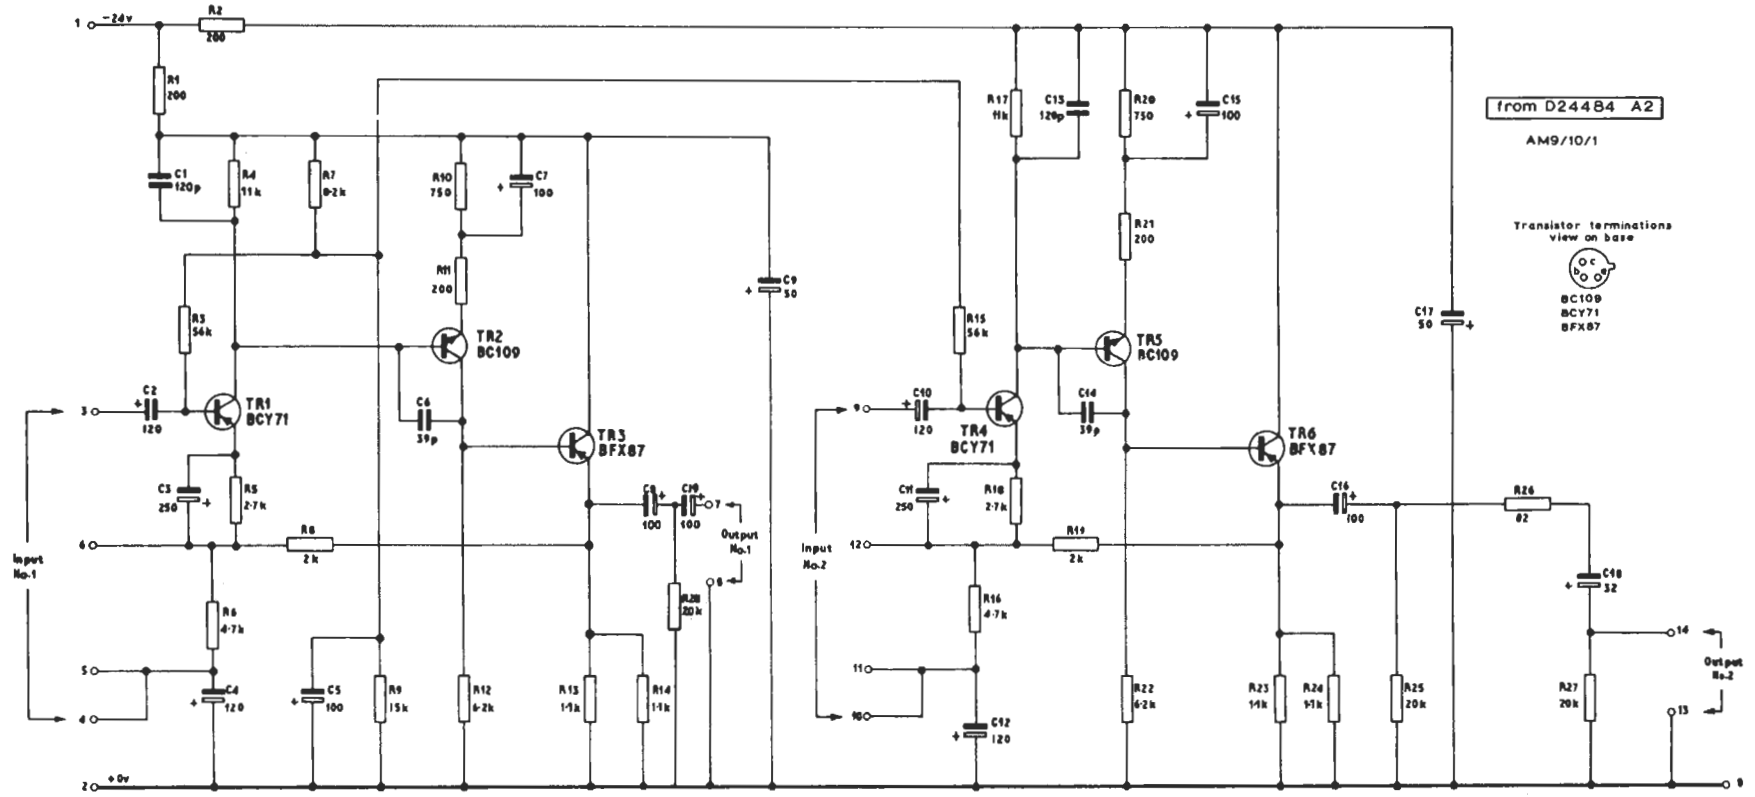 1 -24v
R2
200
R1
200
C1
120p
R4
11k
R7
8·2k
R10
750
C7
+ 100
R11
200
C9
+ 50
R3
56k
TR2
BC109
C2
+
120
3
TR1
BCY71
C6
39p
TR3
BFX87
C3
250 +
R5
2·7k
C8 +
100
C19 +
100
7
Output
No.1
6
R8
2k
Input
No.1
8
R28
20k
R6
4·7k
5
4
C4
+ 120
C5
+ 100
R9
15k
R12
6·2k
R13
1·1k
R14
1·1k
2 +0v
R17
11k
C13
120p
R20
750
C15
+ 100
R21
200
R15
56k
TR5
BC109
9
C10
+
120
TR4
BCY71
C14
39p
TR6
BFX87
C11
250 +
R18
2·7k
C16 +
100
12
R19
2k
Input
No.2
R16
4·7k
11
10
C12
+ 120
R22
6·2k
R23
1·1k
R24
1·1k
R25
20k
C17
50 +
R26
82
C18
+ 32
14
Output
No.2
R27
20k
13
from D24484 A2
AM9/10/1
Transistor terminations
view on base
c
b e
BC109
BCY71
BFX87